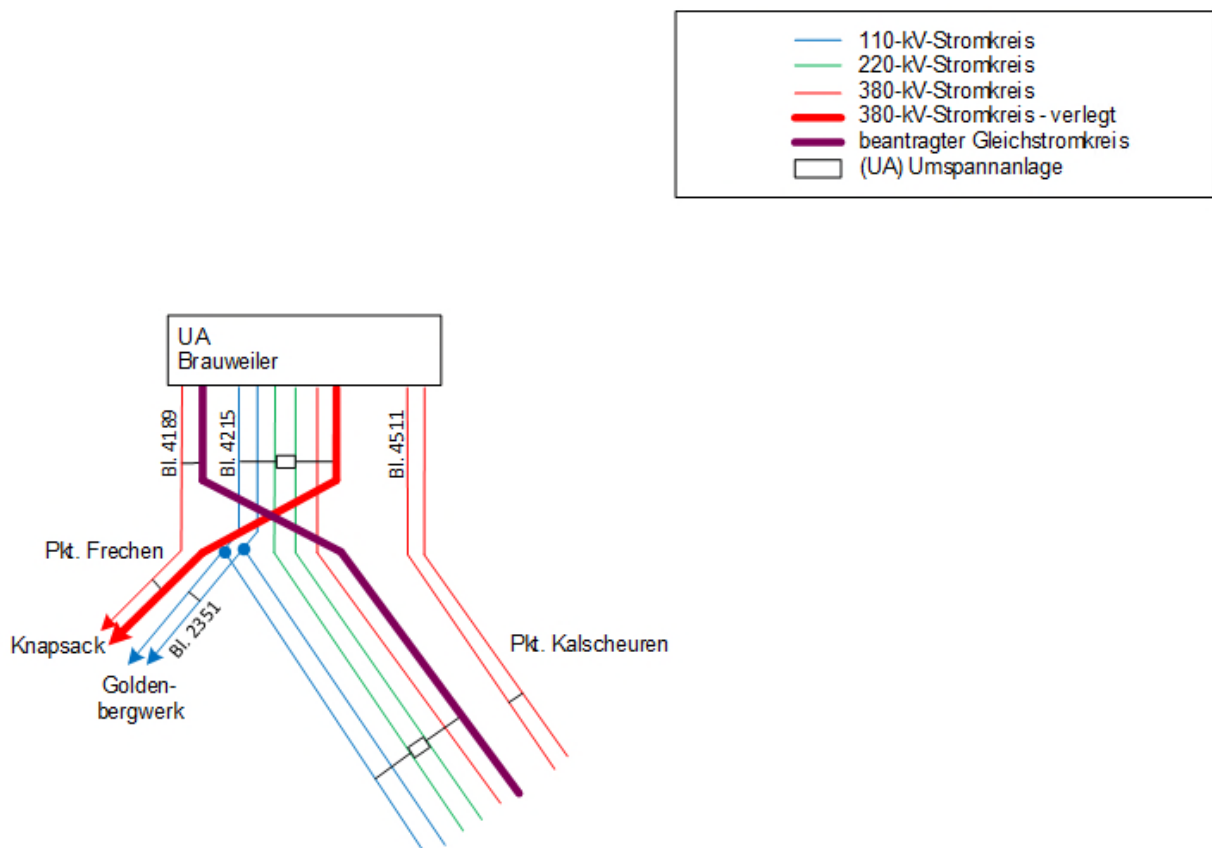 110-kV-Stromkreis
220-kV-Stromkreis
380-kV-Stromkreis
380-kV-Stromkreis - verlegt
beantragter Gleichstromkreis
(UA) Umspannanlage
UA
Brauweiler
Bl. 4189
Bl. 4215
Bl. 4511
Pkt. Frechen
Bl. 2351
Knapsack
Pkt. Kalscheuren
Golden-
bergwerk